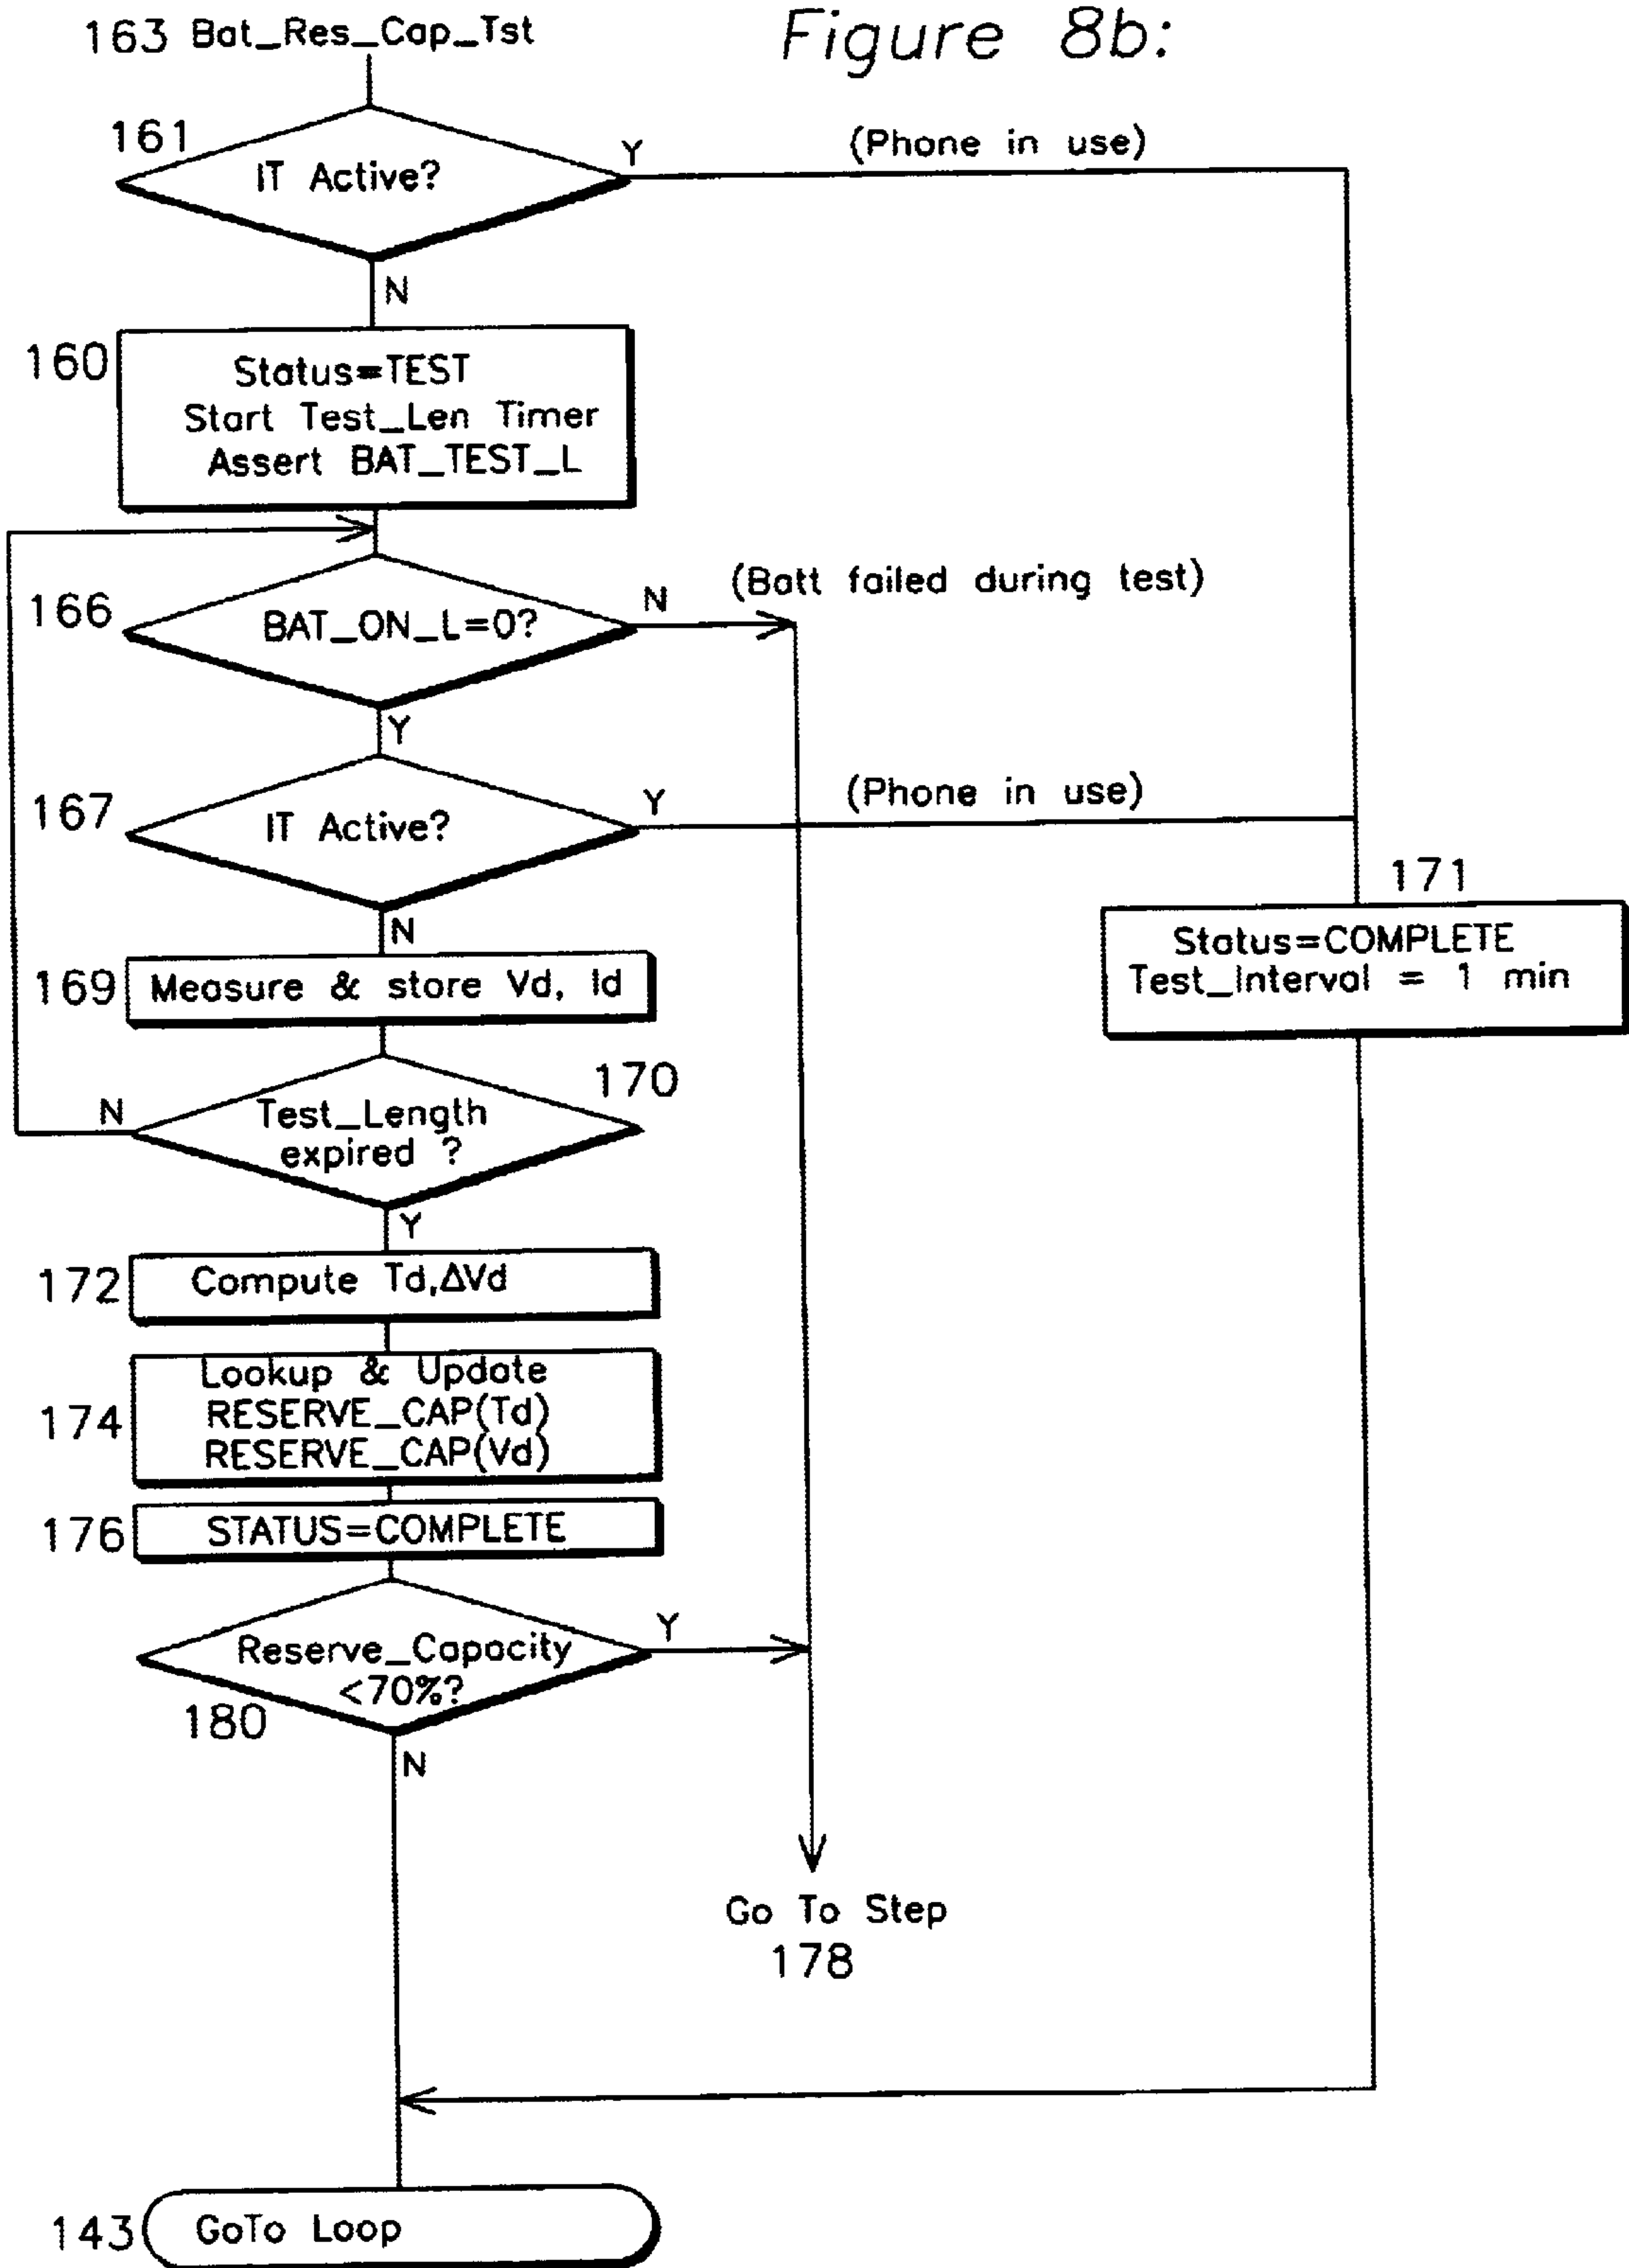 Figure 8b:
163 Bat_Res_Cap_Tst
161
IT Active?
Y
(Phone in use)
N
160
Status=TEST
Start Test_Len Timer
Assert BAT_TEST_L
166
BAT_ON_L=0?
N
(Batt failed during test)
Y
167
IT Active?
Y
(Phone in use)
N
171
Status=COMPLETE
Test_Interval = 1 min
169
Measure & store Vd, Id
170
N
Test_Length
expired ?
Y
172
Compute Td,ΔVd
174
Lookup & Update
RESERVE_CAP(Td)
RESERVE_CAP(Vd)
176
STATUS=COMPLETE
Reserve_Capacity
<70%?
Y
180
N
Go To Step
178
143
GoTo Loop